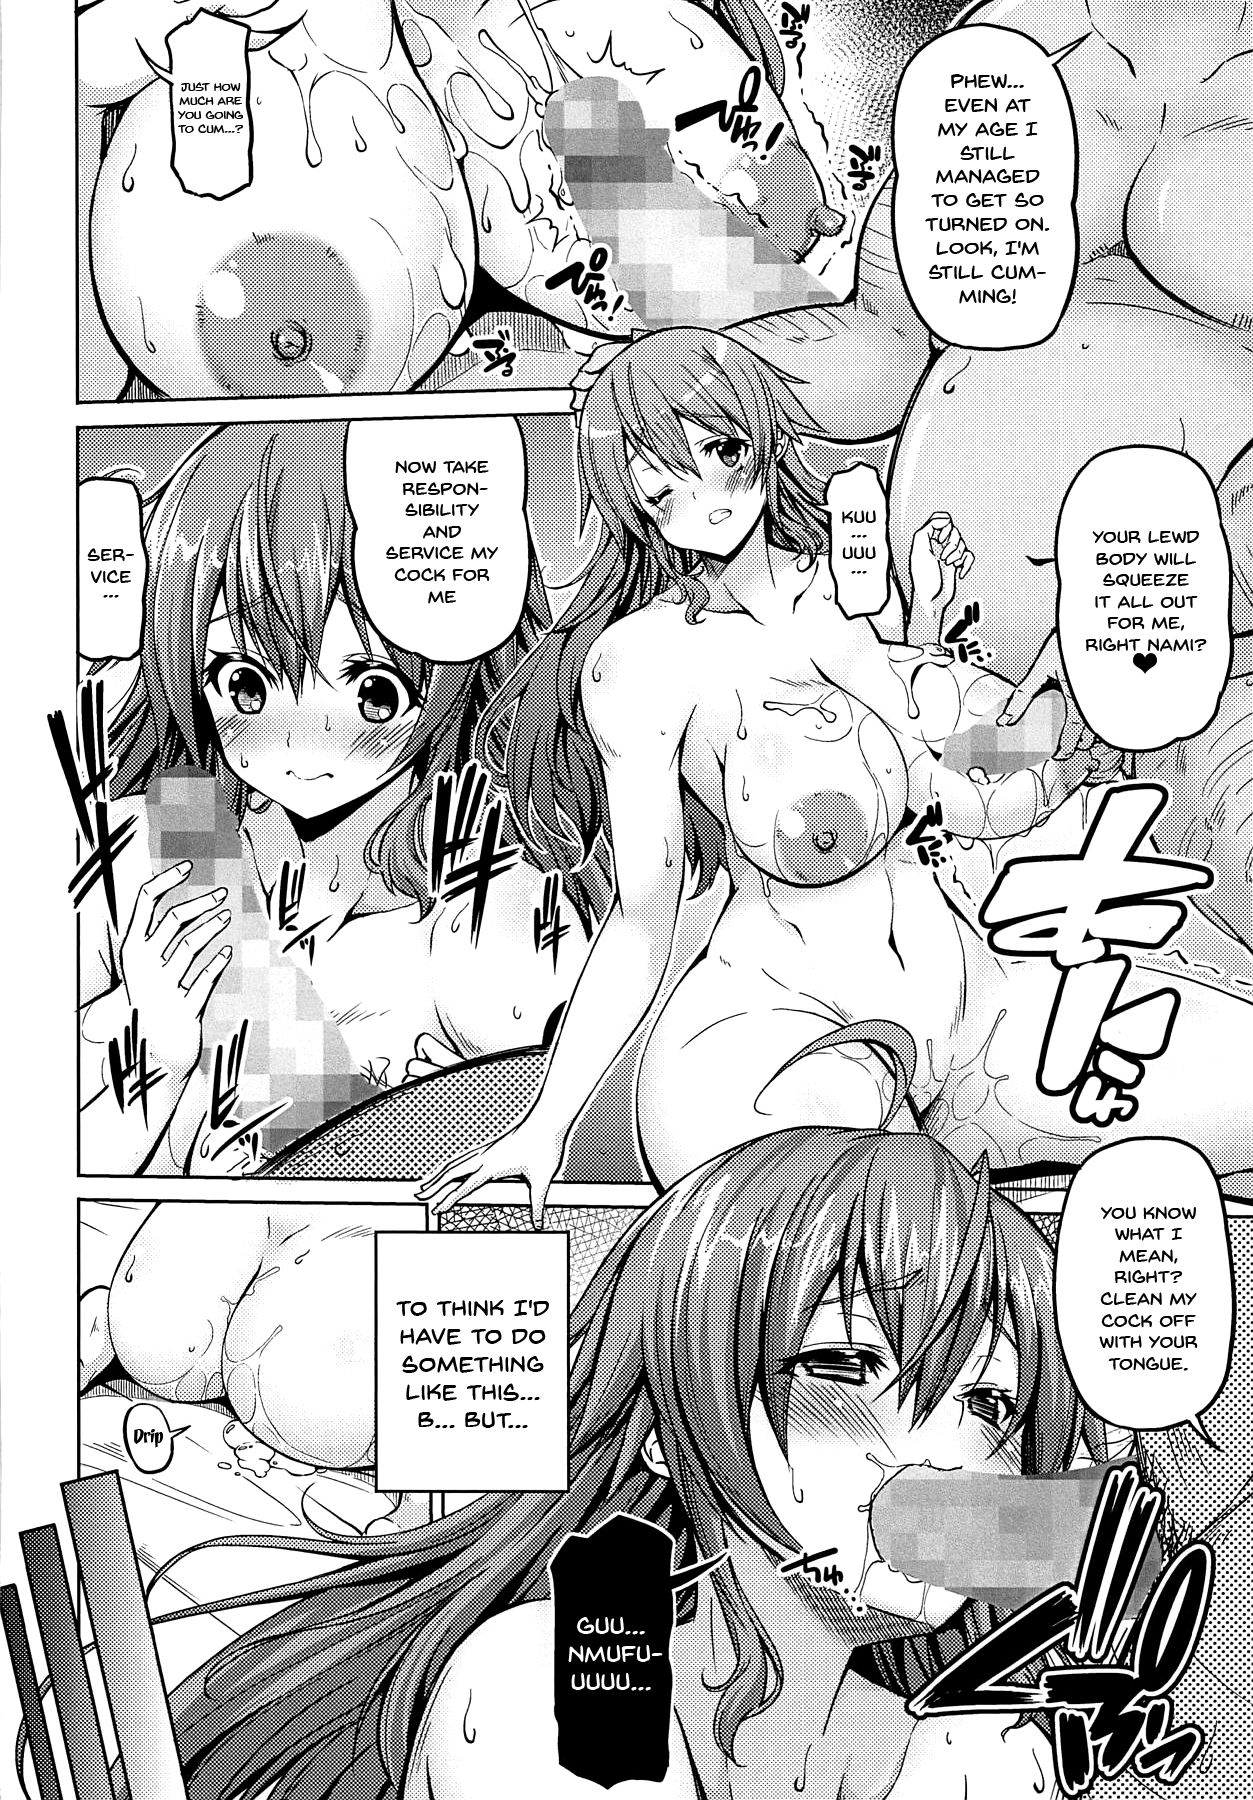 PHEW...
EVEN AT
MY AGE I
STILL
MANAGED
TO GET SO
TURNED ON.
LOOK, I'M
STILL CUM-
MING!
JUST HOW
MUCH ARE
YOU GOING
TO CUM...?
ぴゅっ!
YOUR LEWD
BODY WILL
SQUEEZE
IT ALL OUT
FOR ME,
RIGHT NAMI?
♥
KUU
...
UUU
NOW TAKE
RESPON-
SIBILITY
AND
SERVICE MY
COCK FOR
ME
SER-
VICE
...
YOU KNOW
WHAT I
MEAN,
RIGHT?
CLEAN MY
COCK OFF
WITH YOUR
TONGUE.
TO THINK I'D
HAVE TO DO
SOMETHING
LIKE THIS...
B... BUT...
Drip
GUU...
NMUFU-
UUUU...